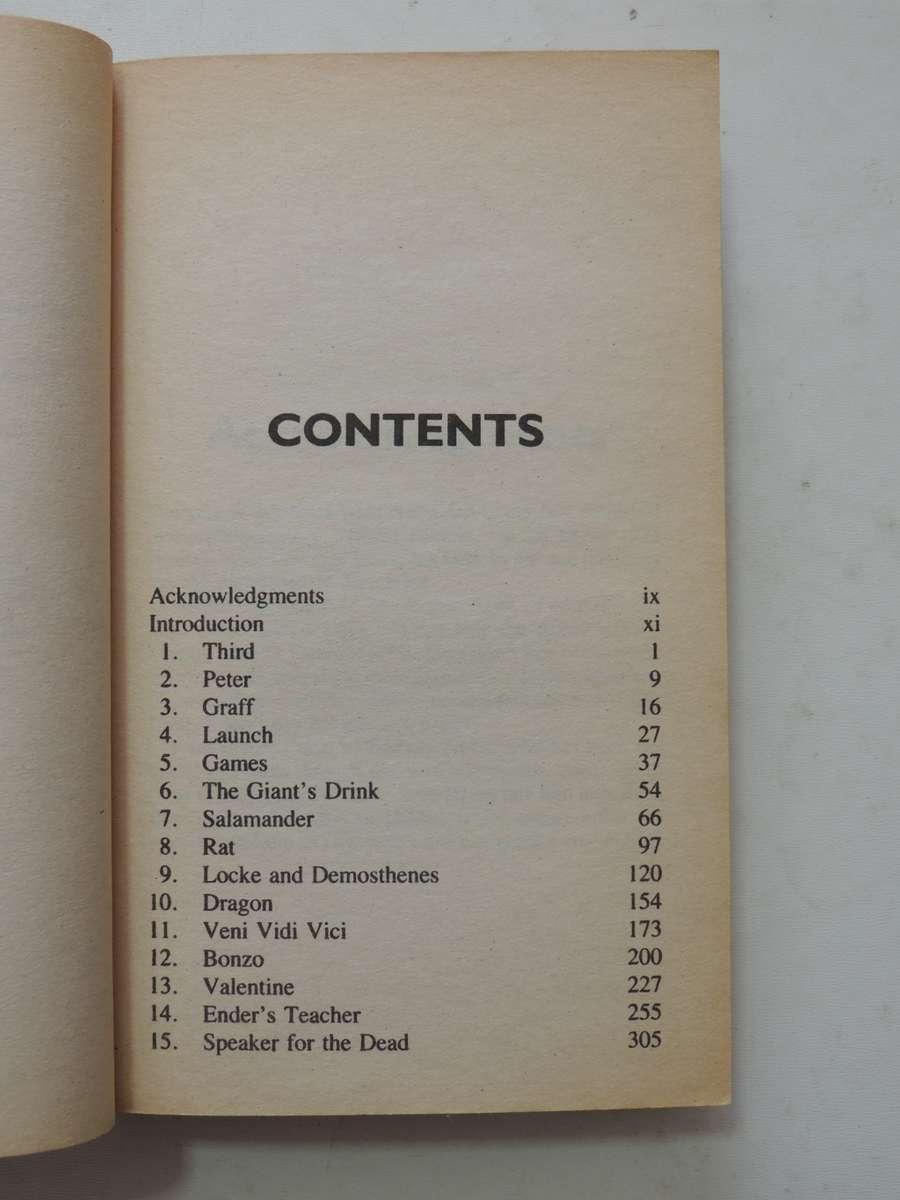 CONTENTS
Acknowledgments ix
Introduction xi
1. Third 1
2. Peter 9
3. Graff 16
4. Launch 27
5. Games 37
6. The Giant's Drink 54
7. Salamander 66
8. Rat 97
9. Locke and Demosthenes 120
10. Dragon 154
11. Veni Vidi Vici 173
12. Bonzo 200
13. Valentine 227
14. Ender's Teacher 255
15. Speaker for the Dead 305